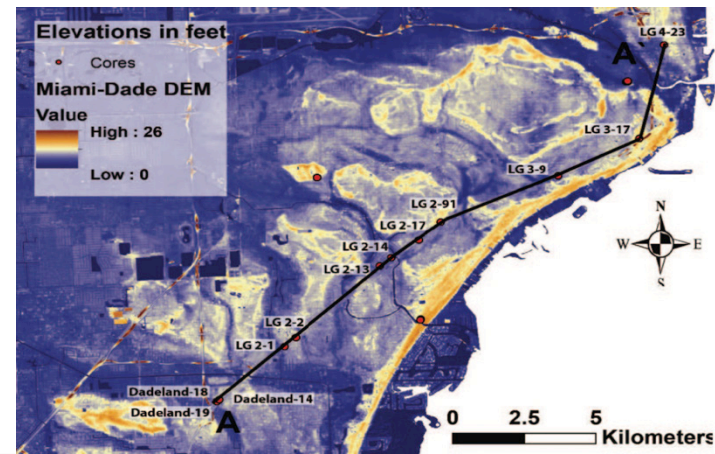 Elevations in feet
Cores
Miami-Dade DEM
Value
High : 26
Low : 0
LG 4-23
A
LG 3-17
LG 3-9
LG 2-91
LG 2-17
LG 2-14
LG 2-13
N
W E
S
LG 2-2
LG 2-1
Dadeland-18
Dadeland-14
Dadeland-19
A
0 2.5 5
Kilometers